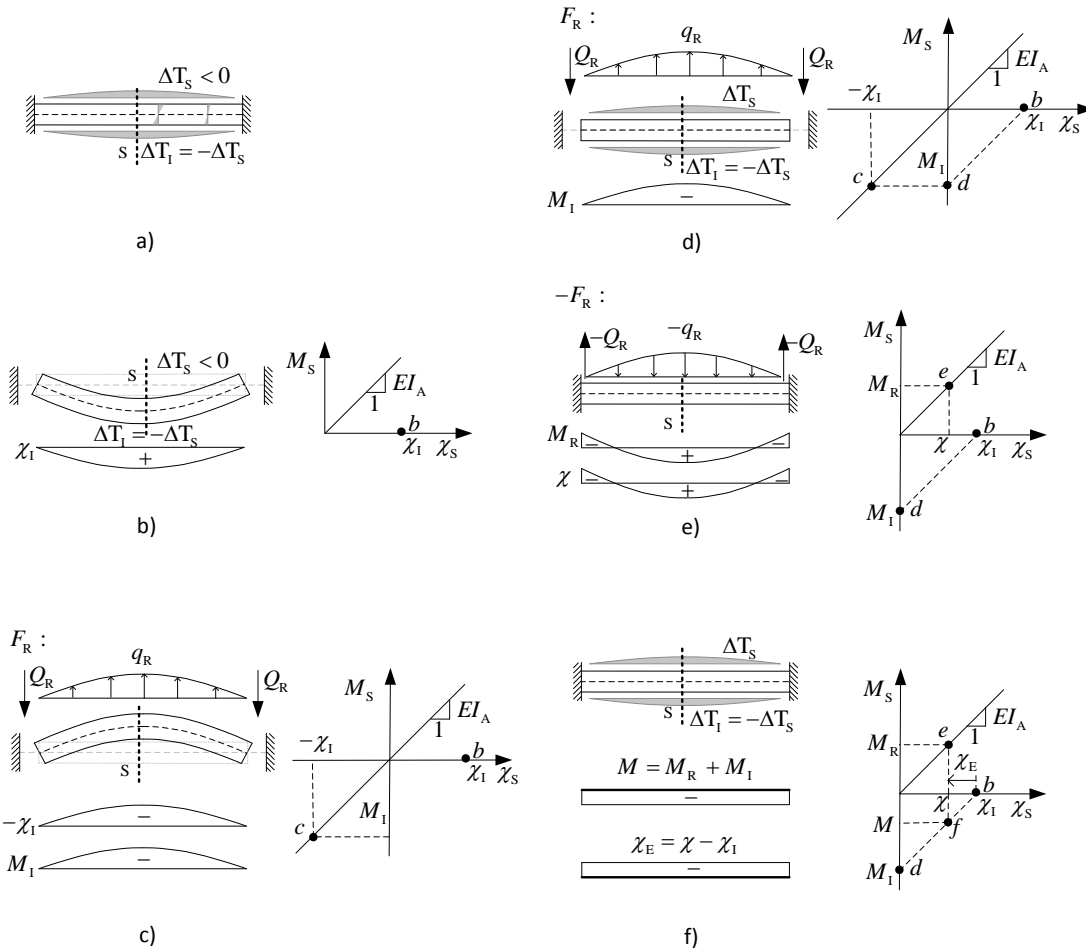 ΔT_S < 0
S
ΔT_I = −ΔT_S
a)
S
ΔT_S < 0
ΔT_I = −ΔT_S
χ_I
+
M_S
EI_A
1
b
χ_I
χ_S
b)
F_R :
Q_R
q_R
Q_R
S
−χ_I
−
M_I
−
M_S
EI_A
1
−χ_I
b
χ_I
χ_S
M_I
c
c)
F_R :
q_R
Q_R
Q_R
ΔT_S
S
ΔT_I = −ΔT_S
M_I
−
M_S
EI_A
1
−χ_I
b
χ_I
χ_S
M_I
c
d
d)
−F_R :
−Q_R
−q_R
−Q_R
S
M_R
−
+
−
χ
−
+
−
M_S
EI_A
1
M_R
e
b
χ
χ_I
χ_S
M_I
d
e)
ΔT_S
S
ΔT_I = −ΔT_S
M = M_R + M_I
−
χ_E = χ − χ_I
−
M_S
EI_A
1
M_R
e
χ_E
b
χ
χ_I
χ_S
M
f
M_I
d
f)